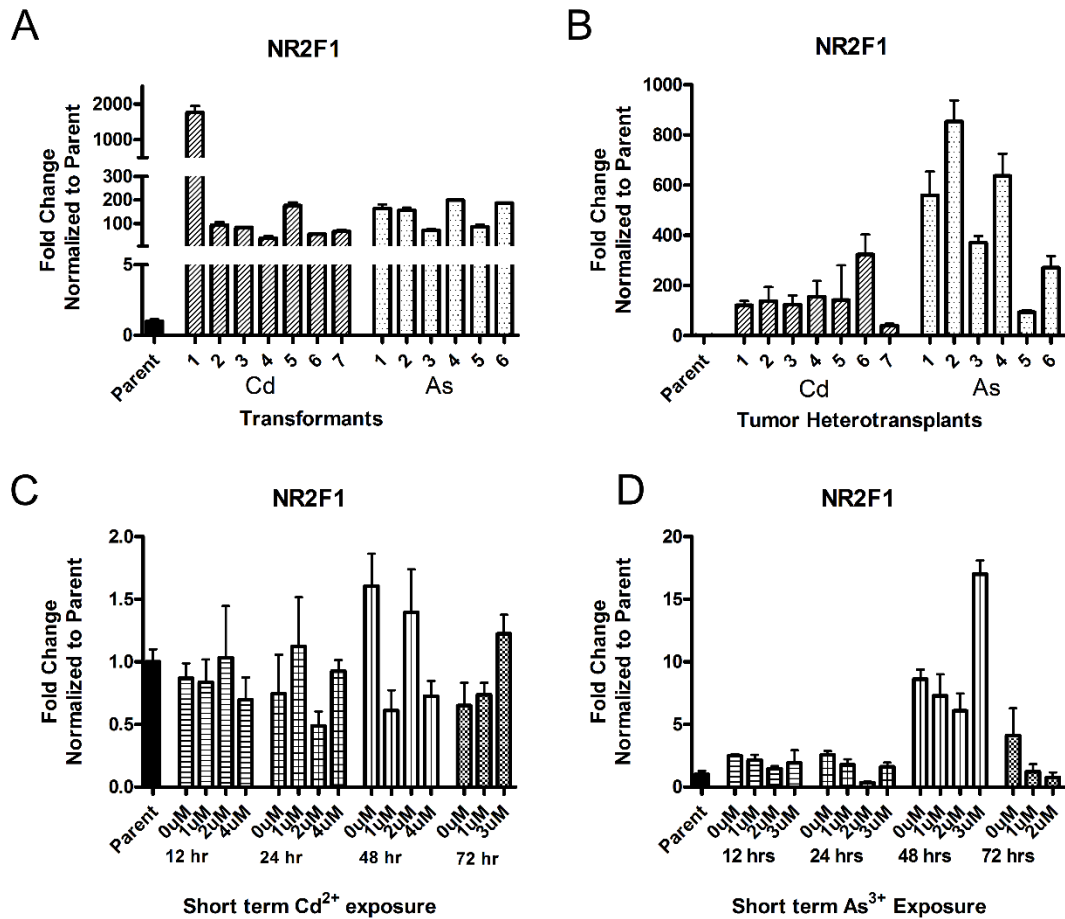 A
NR2F1
Fold Change
Normalized to Parent
2000
1000
300
200
100
5
0
Parent
1 2 3 4 5 6 7 1 2 3 4 5 6
Cd As
Transformants
B
NR2F1
Fold Change
Normalized to Parent
1000
800
600
400
200
0
Parent
1 2 3 4 5 6 7 1 2 3 4 5 6
Cd As
Tumor Heterotransplants
C
NR2F1
Fold Change
Normalized to Parent
2.0
1.5
1.0
0.5
0.0
Parent
0uM 1uM 2uM 4uM 0uM 1uM 2uM 4uM 0uM 1uM 2uM 4uM 0uM 1uM 3uM
12 hr 24 hr 48 hr 72 hr
Short term Cd²⁺ exposure
D
NR2F1
Fold Change
Normalized to Parent
20
15
10
5
0
Parent
0uM 1uM 2uM 3uM 0uM 1uM 2uM 3uM 0uM 1uM 2uM 3uM 0uM 1uM 2uM
12 hrs 24 hrs 48 hrs 72 hrs
Short term As³⁺ Exposure